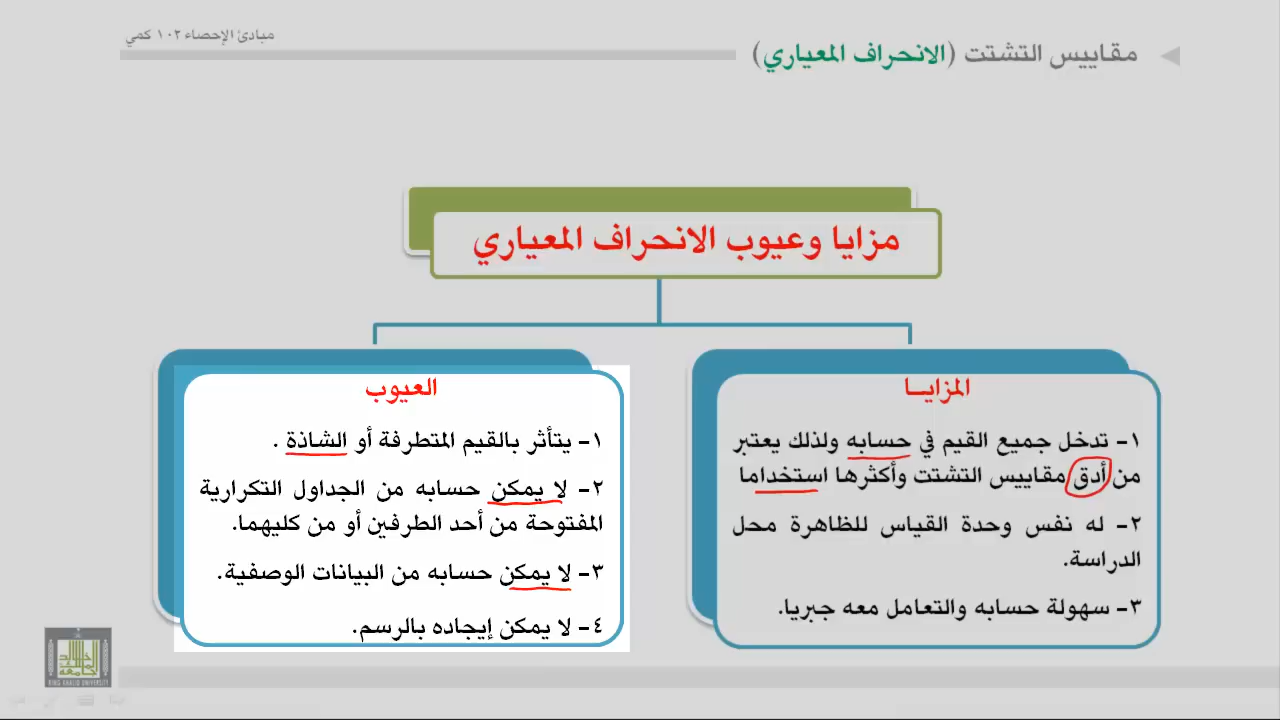 مبادئ الإحصاء ١٠٢ كمي
مقاييس التشتت (الانحراف المعياري)
مزايا وعيوب الانحراف المعياري
المزايـا
١- تدخل جميع القيم في حسابه ولذلك يعتبر
من أدق مقاييس التشتت وأكثرها استخداما
٢- له نفس وحدة القياس للظاهرة محل
الدراسة.
٣- سهولة حسابه والتعامل معه جبريا.
العيوب
١- يتأثر بالقيم المتطرفة أو الشاذة .
٢- لا يمكن حسابه من الجداول التكرارية
المفتوحة من أحد الطرفين أو من كليهما.
٣- لا يمكن حسابه من البيانات الوصفية.
٤- لا يمكن إيجاده بالرسم.
KING KHALID UNIVERSITY